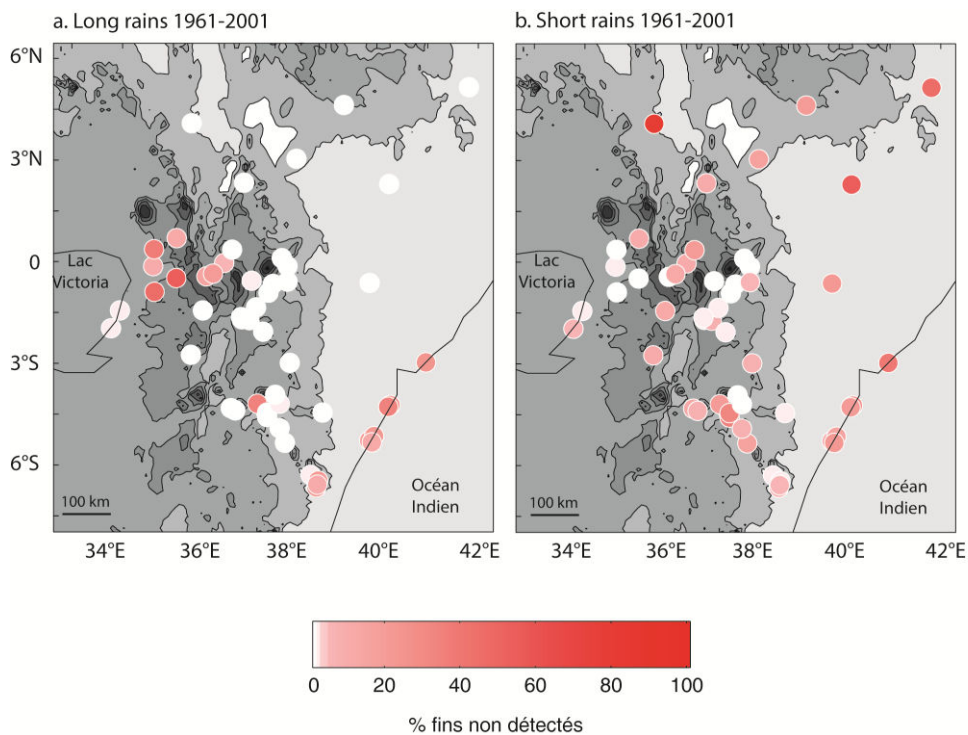 a. Long rains 1961-2001
b. Short rains 1961-2001
6°N
3°N
0
3°S
6°S
Lac
Victoria
Océan
Indien
100 km
Lac
Victoria
Océan
Indien
100 km
34°E 36°E 38°E 40°E 42°E
34°E 36°E 38°E 40°E 42°E
0 20 40 60 80 100
% fins non détectés